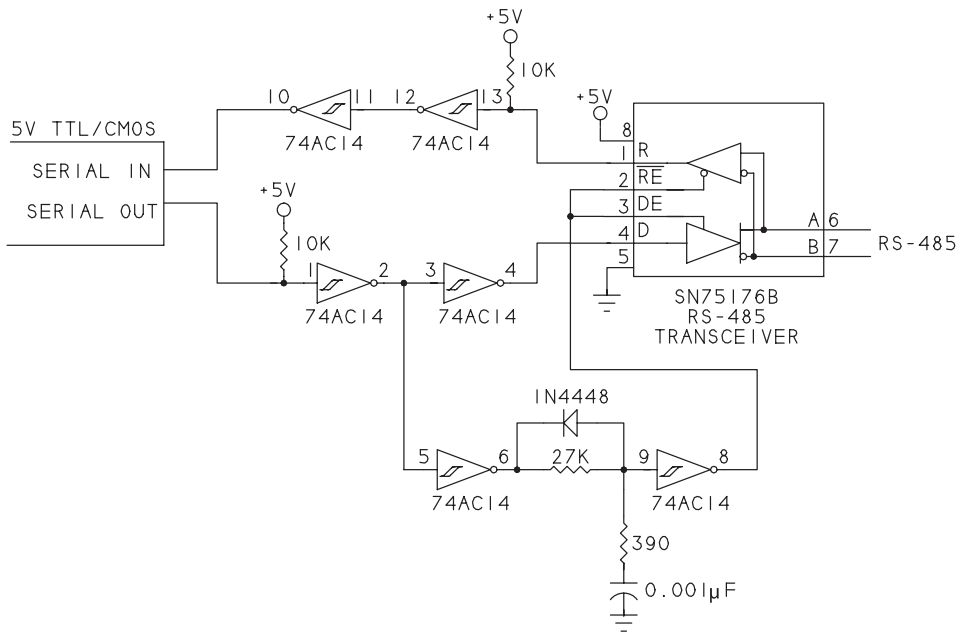 +5V
10K
10 11 12 13
74AC14 74AC14
+5V
8
5V TTL/CMOS
SERIAL IN
SERIAL OUT
1 R
2 RE
3 DE
4 D
5
A 6
B 7
RS-485
+5V
10K
1 2 3 4
74AC14 74AC14
SN75176B
RS-485
TRANSCEIVER
1N4448
5 6 27K 9 8
74AC14 74AC14
390
0.001µF